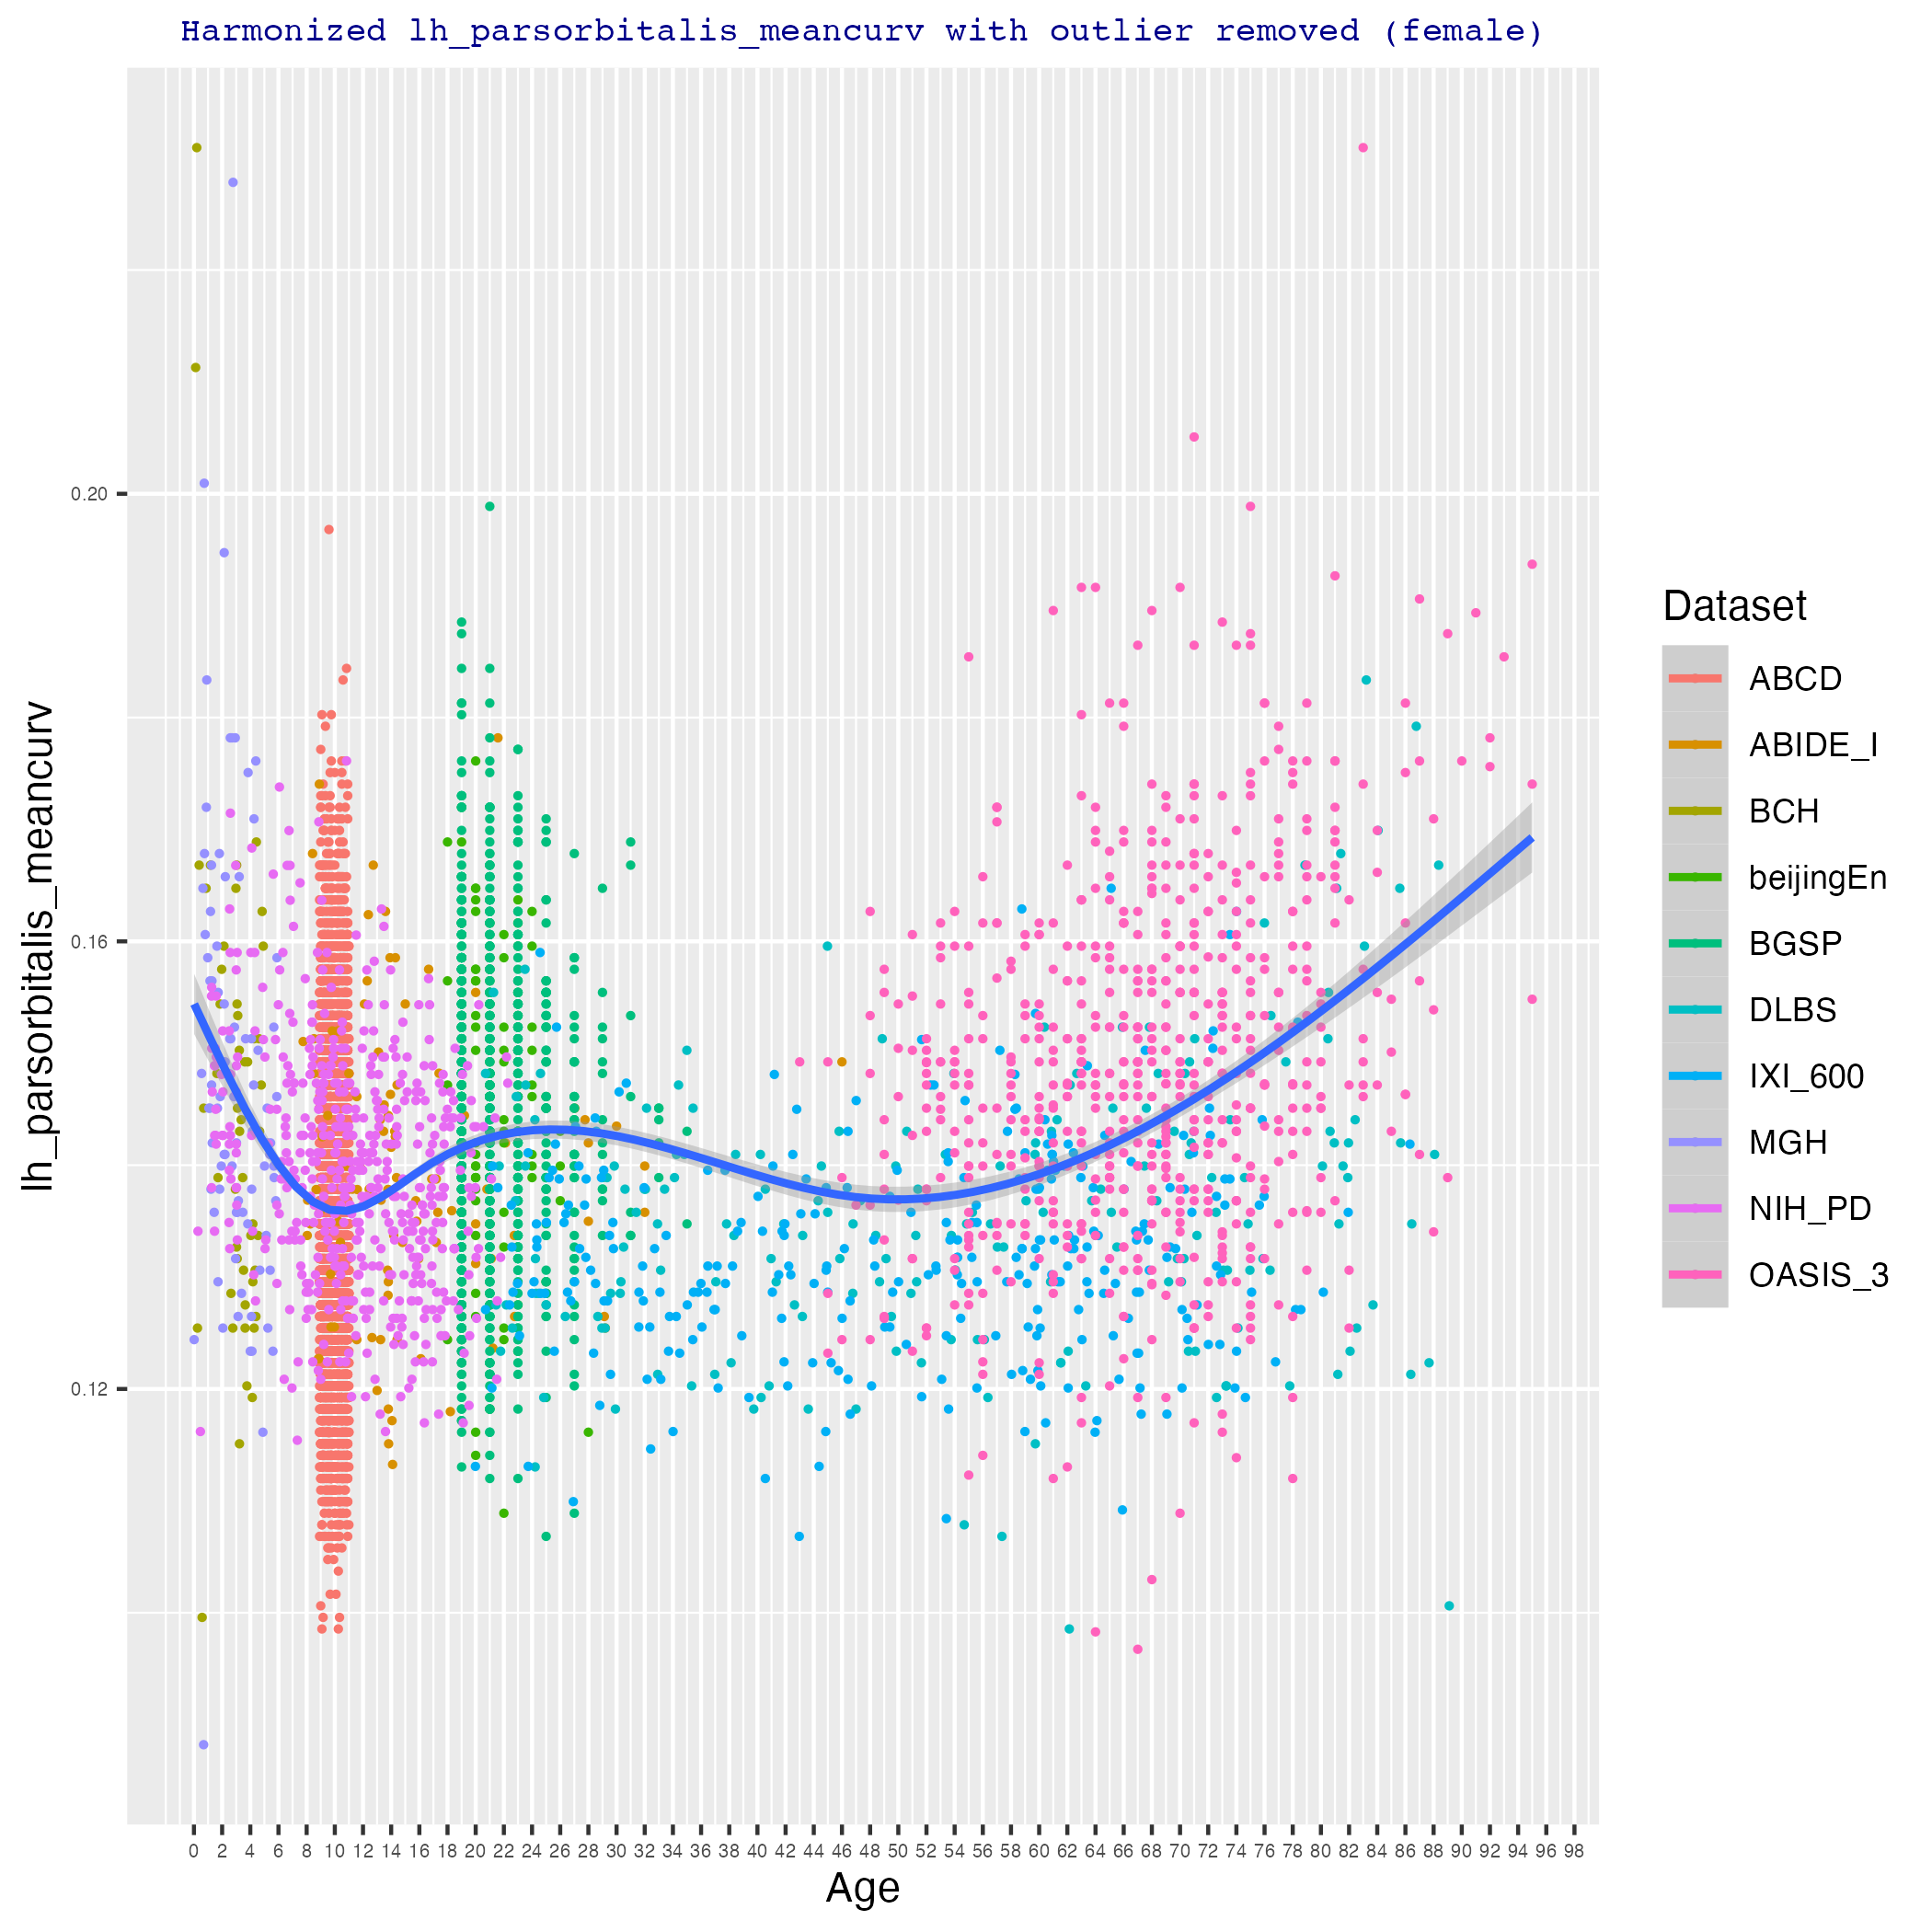 Harmonized lh_parsorbitalis_meancurv with outlier removed (female)
lh_parsorbitalis_meancurv
0.20
0.16
0.12
0 2 4 6 8 10 12 14 16 18 20 22 24 26 28 30 32 34 36 38 40 42 44 46 48 50 52 54 56 58 60 62 64 66 68 70 72 74 76 78 80 82 84 86 88 90 92 94 96 98
Age
Dataset
ABCD
ABIDE_I
BCH
beijingEn
BGSP
DLBS
IXI_600
MGH
NIH_PD
OASIS_3